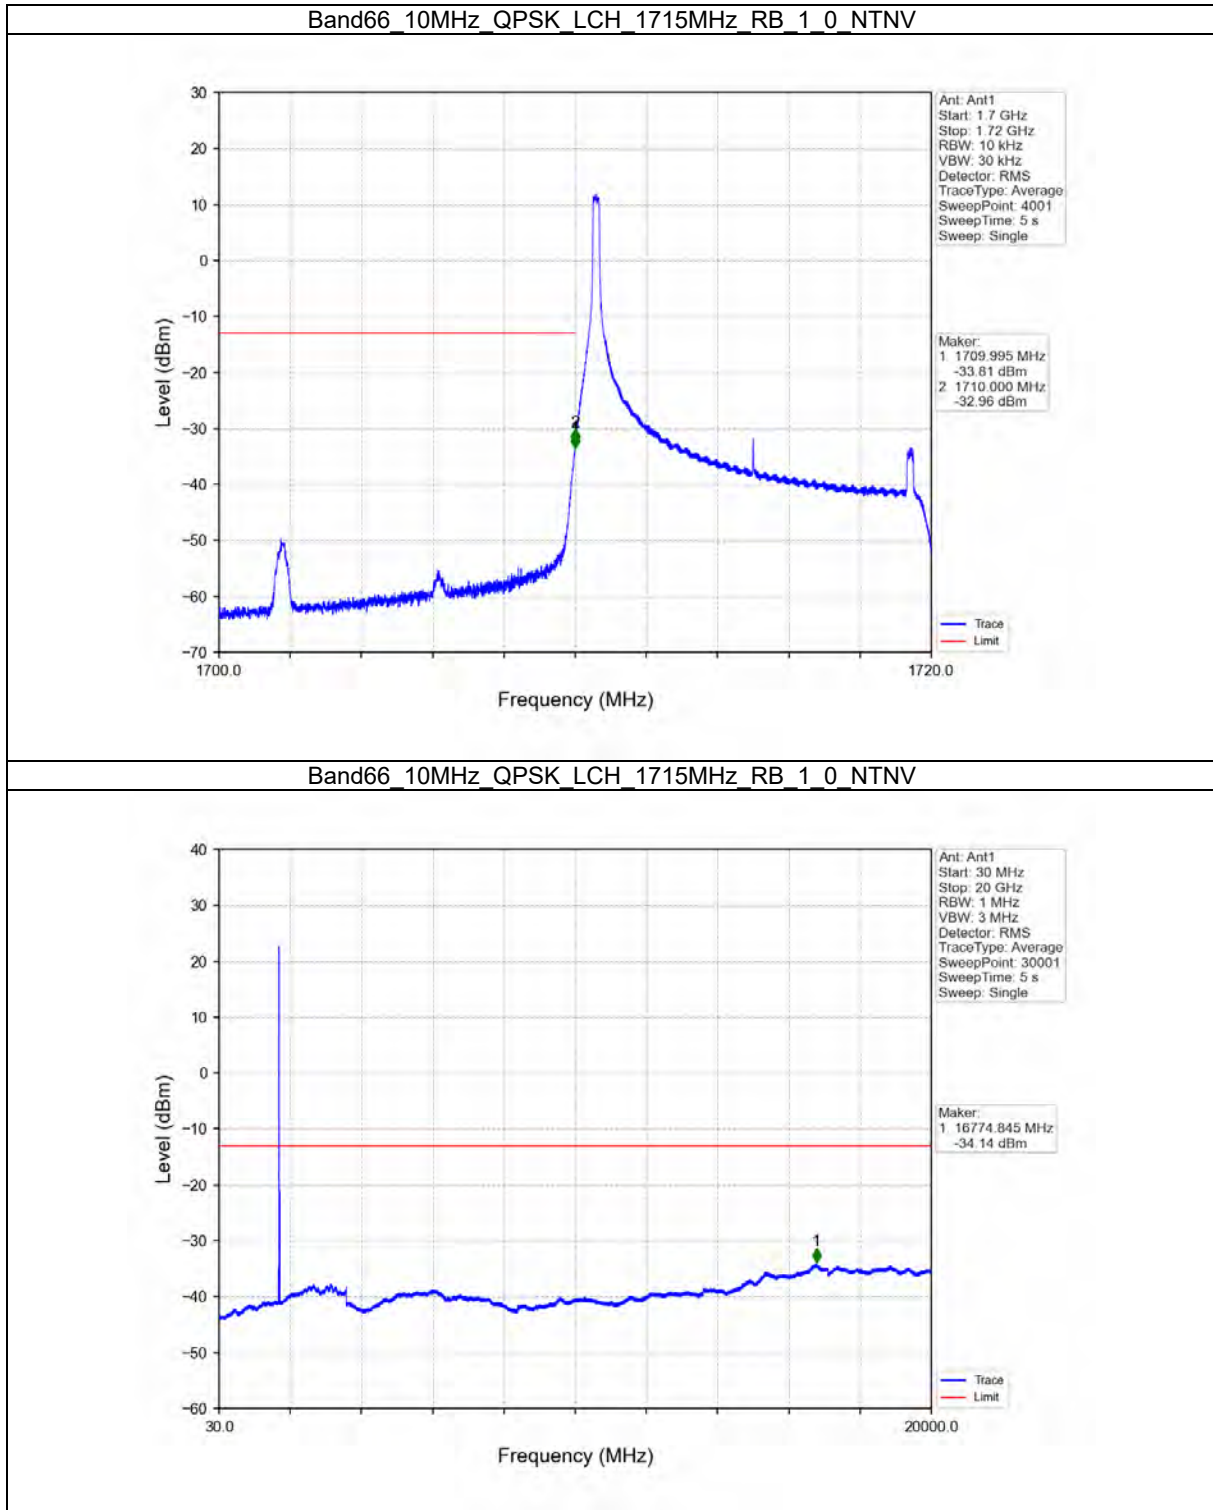 Band66_10MHz_QPSK_LCH_1715MHz_RB_1_0_NTNV
30
20
10
0
−10
−20
−30
−40
−50
−60
−70
Level (dBm)
2
1700.0
1720.0
Frequency (MHz)
Ant: Ant1
Start: 1.7 GHz
Stop: 1.72 GHz
RBW: 10 kHz
VBW: 30 kHz
Detector: RMS
TraceType: Average
SweepPoint: 4001
SweepTime: 5 s
Sweep: Single
Maker:
1 1709.995 MHz
-33.81 dBm
2 1710.000 MHz
-32.96 dBm
Trace
Limit
Band66_10MHz_QPSK_LCH_1715MHz_RB_1_0_NTNV
40
30
20
10
0
−10
−20
−30
−40
−50
−60
Level (dBm)
1
30.0
20000.0
Frequency (MHz)
Ant: Ant1
Start: 30 MHz
Stop: 20 GHz
RBW: 1 MHz
VBW: 3 MHz
Detector: RMS
TraceType: Average
SweepPoint: 30001
SweepTime: 5 s
Sweep: Single
Maker:
1 16774.845 MHz
-34.14 dBm
Trace
Limit